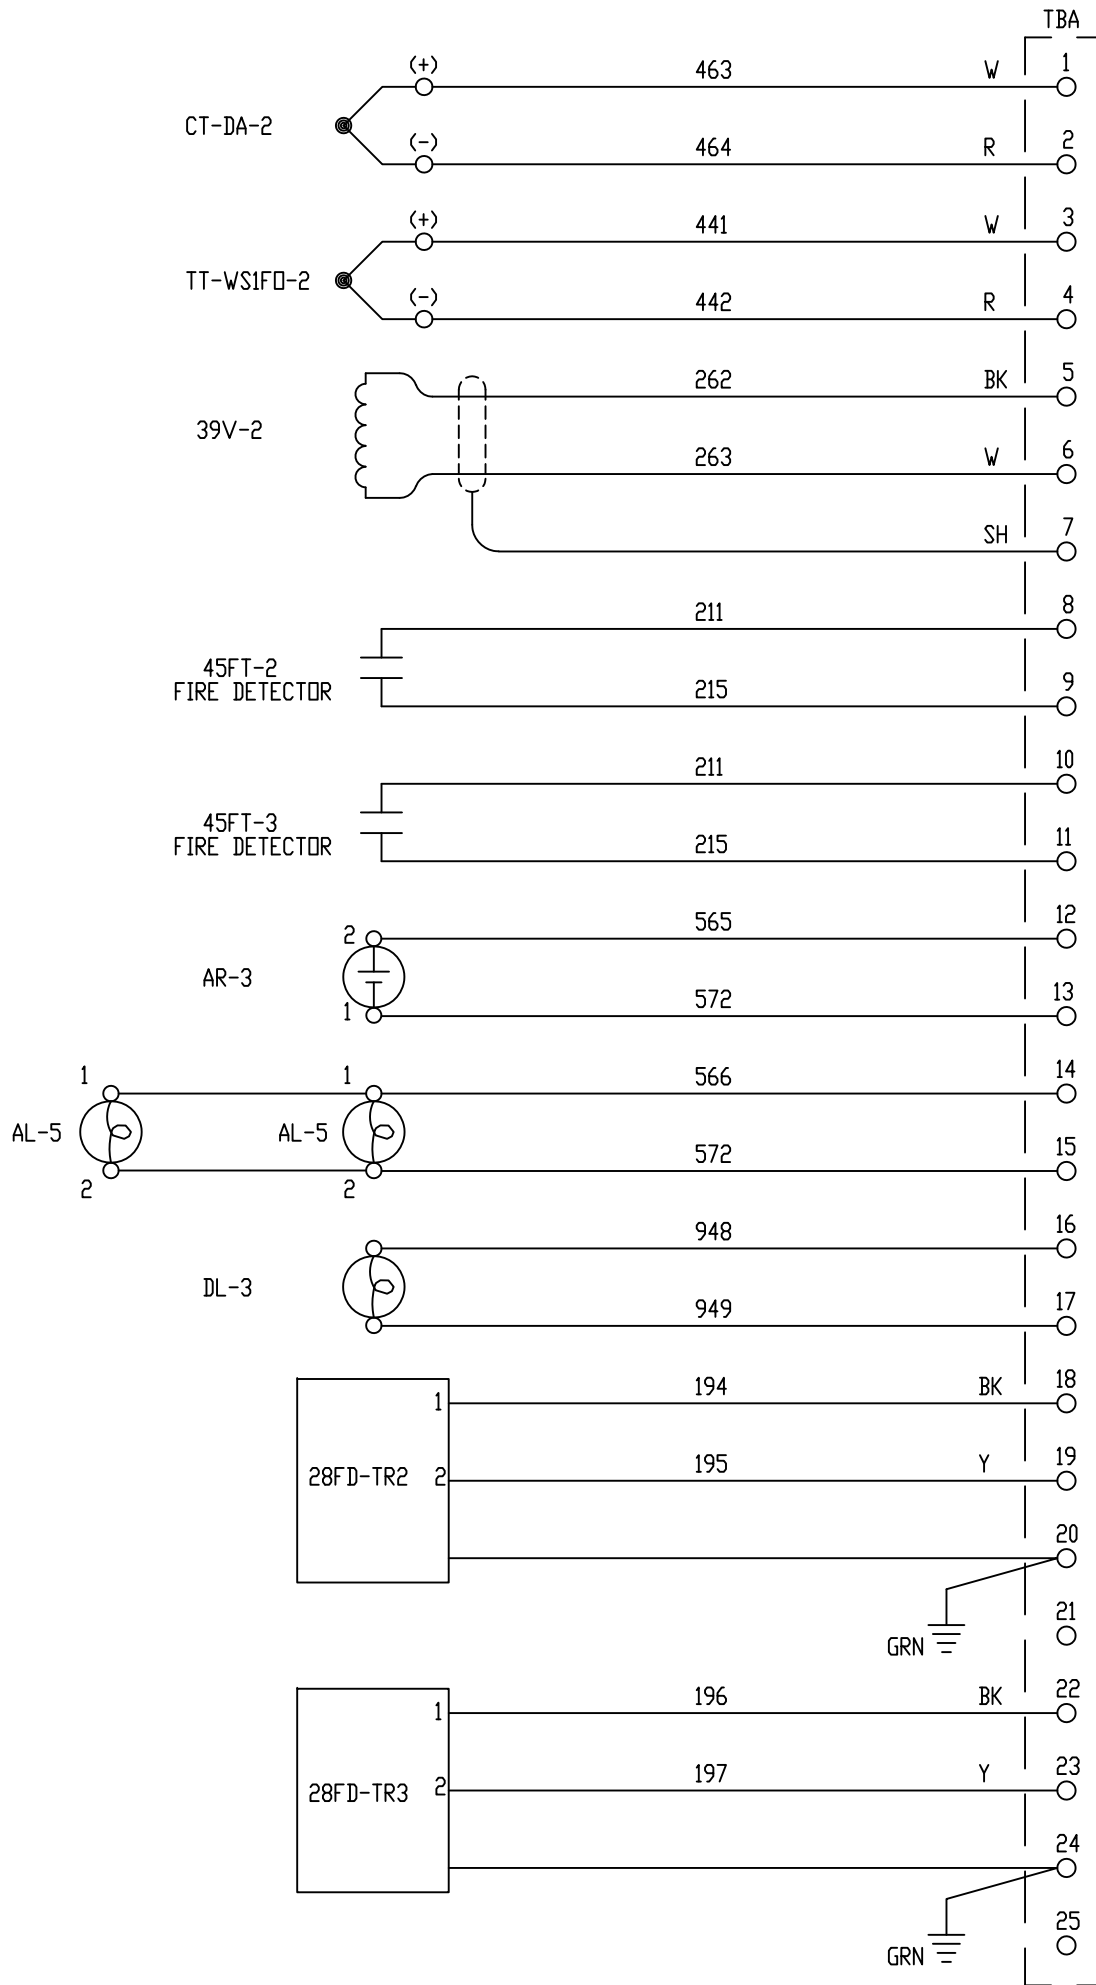 TBA
(+) 463 W 1
CT-DA-2
(-) 464 R 2
(+) 441 W 3
TT-WS1FO-2
(-) 442 R 4
262 BK 5
39V-2
263 W 6
SH 7
211 8
45FT-2
FIRE DETECTOR
215 9
211 10
45FT-3
FIRE DETECTOR
215 11
2 565 12
AR-3
1 572 13
1 1 566 14
AL-5 AL-5
2 2 572 15
948 16
DL-3
949 17
1 194 BK 18
28FD-TR2 2 195 Y 19
20
GRN 21
1 196 BK 22
28FD-TR3 2 197 Y 23
24
GRN 25